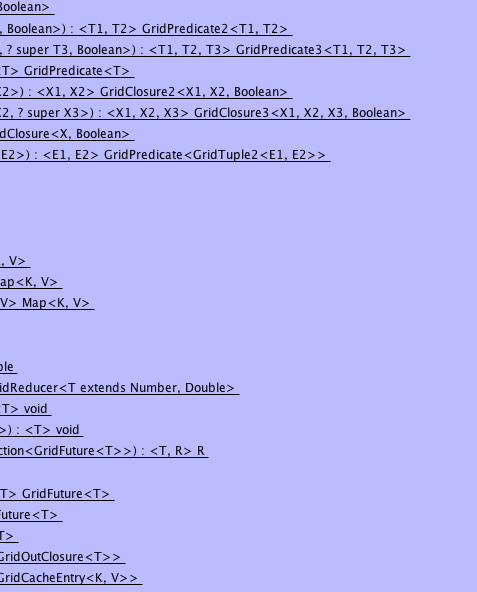 Boolean>
, Boolean>) : <T1, T2> GridPredicate2<T1, T2>
, ? super T3, Boolean>) : <T1, T2, T3> GridPredicate3<T1, T2, T3>
<T> GridPredicate<T>
X2>) : <X1, X2> GridClosure2<X1, X2, Boolean>
X2, ? super X3>) : <X1, X2, X3> GridClosure3<X1, X2, X3, Boolean>
dClosure<X, Boolean>
E2>) : <E1, E2> GridPredicate<GridTuple2<E1, E2>>
, V>
ap<K, V>
V> Map<K, V>
ble
idReducer<T extends Number, Double>
<T> void
>) : <T> void
ction<GridFuture<T>>) : <T, R> R
T> GridFuture<T>
Future<T>
T>
GridOutClosure<T>>
GridCacheEntry<K, V>>